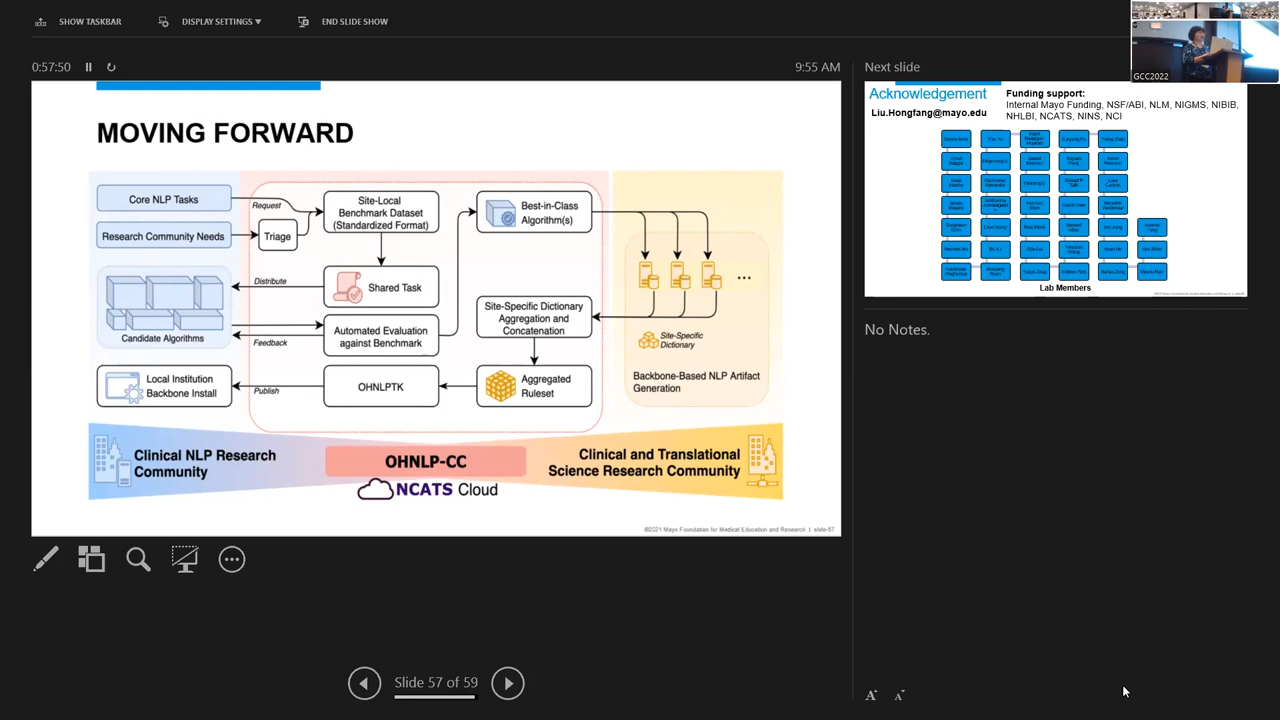 SHOW TASKBAR
DISPLAY SETTINGS
END SLIDE SHOW
0:57:50
9:55 AM
MOVING FORWARD
Core NLP Tasks
Research Community Needs
Request
Triage
Site-Local
Benchmark Dataset
(Standardized Format)
Best-in-Class
Algorithm(s)
Candidate Algorithms
Distribute
Shared Task
Feedback
Automated Evaluation
against Benchmark
Site-Specific Dictionary
Aggregation and
Concatenation
...
Site-Specific
Dictionary
Backbone-Based NLP Artifact
Generation
Local Institution
Backbone Install
Publish
OHNLPTK
Aggregated
Ruleset
Clinical NLP Research
Community
OHNLP-CC
Clinical and Translational
Science Research Community
NCATS Cloud
©2021 Mayo Foundation for Medical Education and Research | slide-57
Slide 57 of 59
Next slide
GCC2022
Acknowledgement
Liu.Hongfang@mayo.edu
Funding support:
Internal Mayo Funding, NSF/ABI, NLM, NIGMS, NIBIB,
NHLBI, NCATS, NINS, NCI
Lab Members
No Notes.
A A